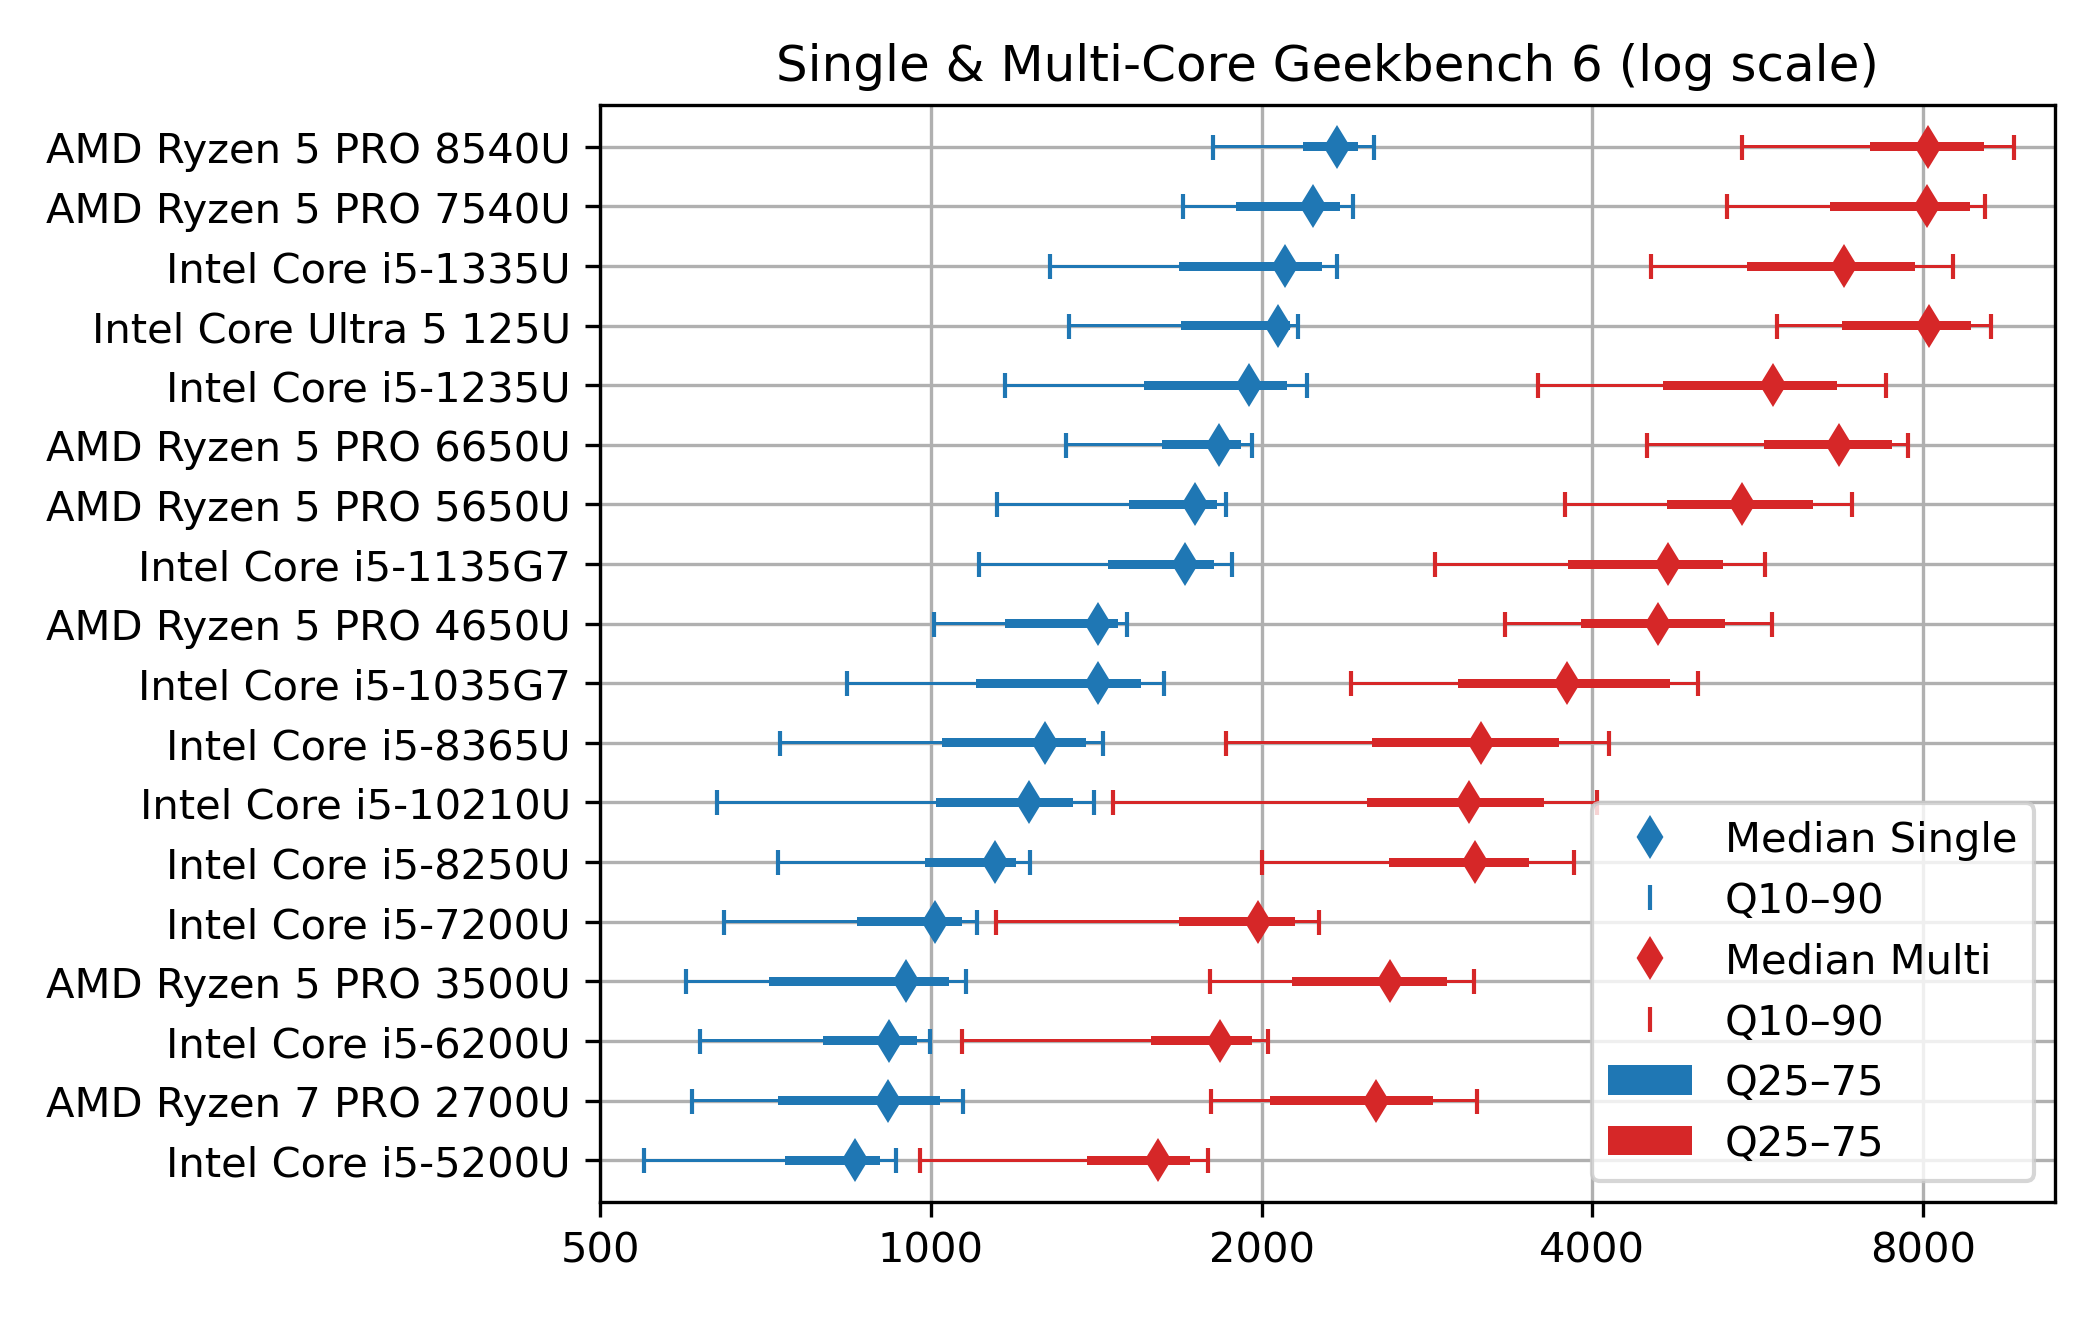 Single & Multi-Core Geekbench 6 (log scale)
AMD Ryzen 5 PRO 8540U
AMD Ryzen 5 PRO 7540U
Intel Core i5-1335U
Intel Core Ultra 5 125U
Intel Core i5-1235U
AMD Ryzen 5 PRO 6650U
AMD Ryzen 5 PRO 5650U
Intel Core i5-1135G7
AMD Ryzen 5 PRO 4650U
Intel Core i5-1035G7
Intel Core i5-8365U
Intel Core i5-10210U
Intel Core i5-8250U
Intel Core i5-7200U
AMD Ryzen 5 PRO 3500U
Intel Core i5-6200U
AMD Ryzen 7 PRO 2700U
Intel Core i5-5200U
Median Single
Q10–90
Median Multi
Q10–90
Q25–75
Q25–75
500 1000 2000 4000 8000